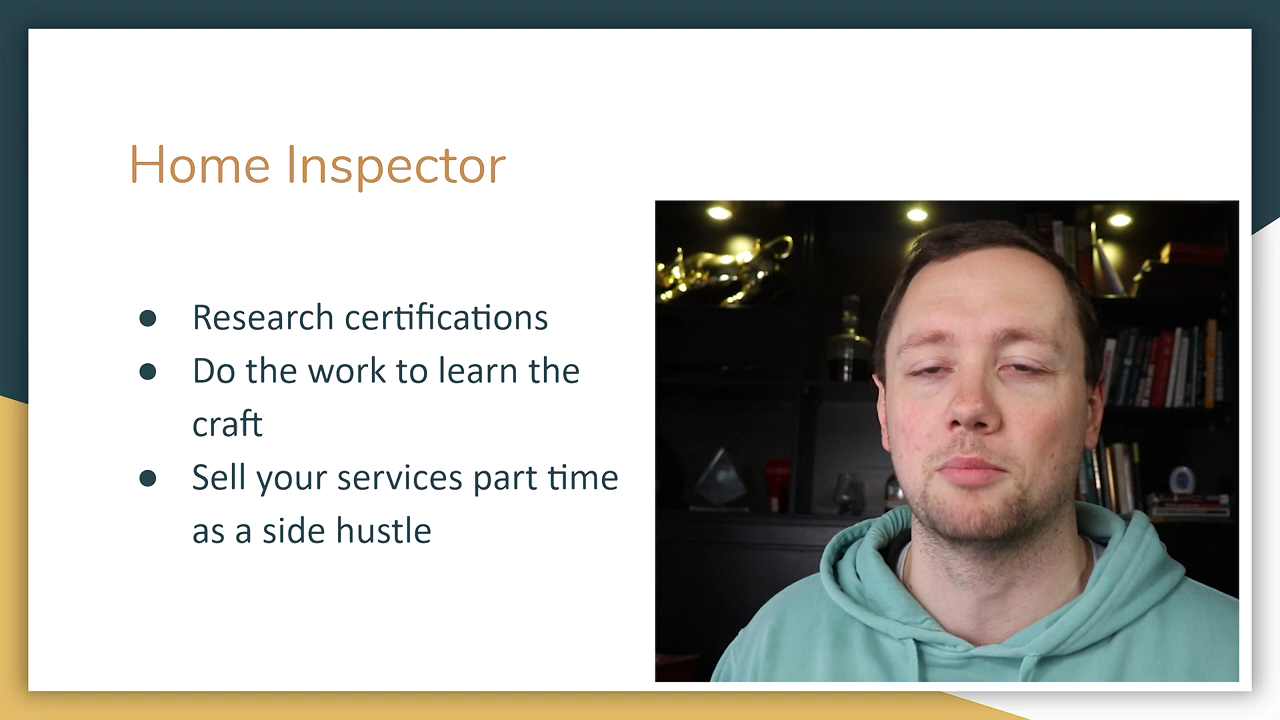 Home Inspector
● Research certifications
● Do the work to learn the
craft
● Sell your services part time
as a side hustle